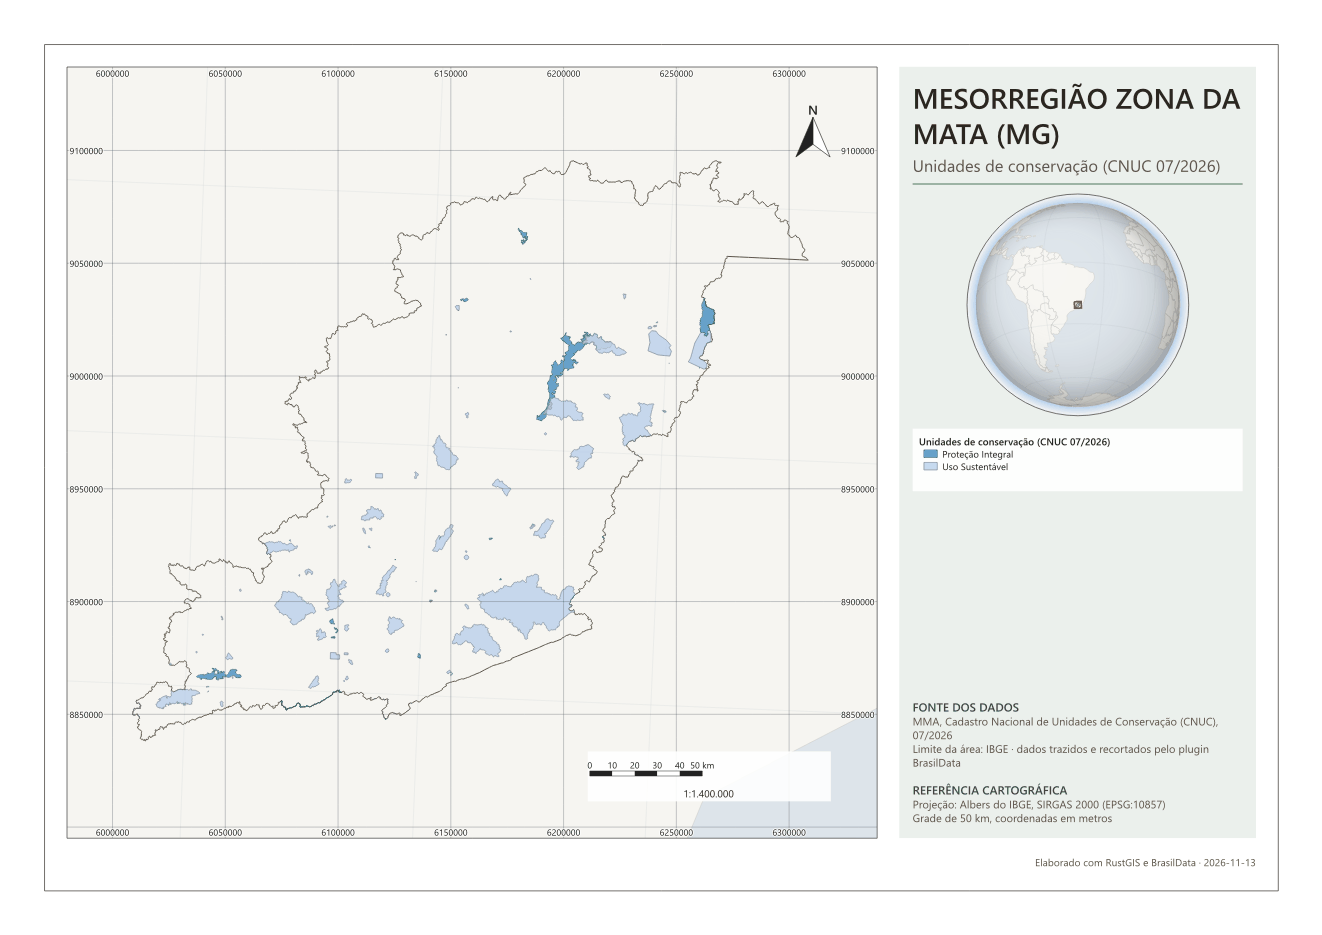 6000000 6050000 6100000 6150000 6200000 6250000 6300000
N
9100000 9100000
9050000 9050000
9000000 9000000
8950000 8950000
8900000 8900000
8850000 8850000
0 10 20 30 40 50 km
1:1.400.000
6000000 6050000 6100000 6150000 6200000 6250000 6300000
MESORREGIÃO ZONA DA
MATA (MG)
Unidades de conservação (CNUC 07/2026)
Unidades de conservação (CNUC 07/2026)
Proteção Integral
Uso Sustentável
FONTE DOS DADOS
MMA, Cadastro Nacional de Unidades de Conservação (CNUC),
07/2026
Limite da área: IBGE · dados trazidos e recortados pelo plugin
BrasilData
REFERÊNCIA CARTOGRÁFICA
Projeção: Albers do IBGE, SIRGAS 2000 (EPSG:10857)
Grade de 50 km, coordenadas em metros
Elaborado com RustGIS e BrasilData · 2026-11-13